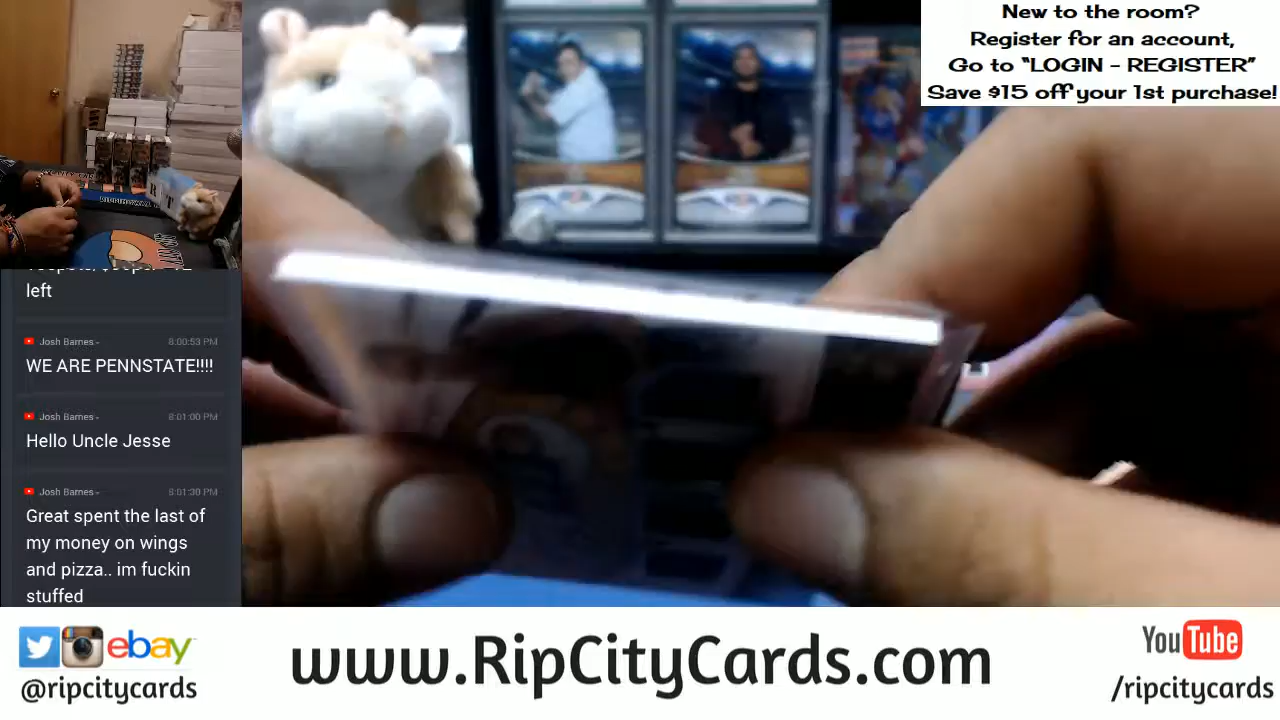 New to the room?
Register for an account,
Go to "LOGIN - REGISTER"
Save $15 off your 1st purchase!
left
Josh Barnes - 8:00:53 PM
WE ARE PENNSTATE!!!!
Josh Barnes - 8:01:00 PM
Hello Uncle Jesse
Josh Barnes - 8:01:30 PM
Great spent the last of
my money on wings
and pizza.. im fuckin
stuffed
ebay
@ripcitycards
www.RipCityCards.com
YouTube
/ripcitycards